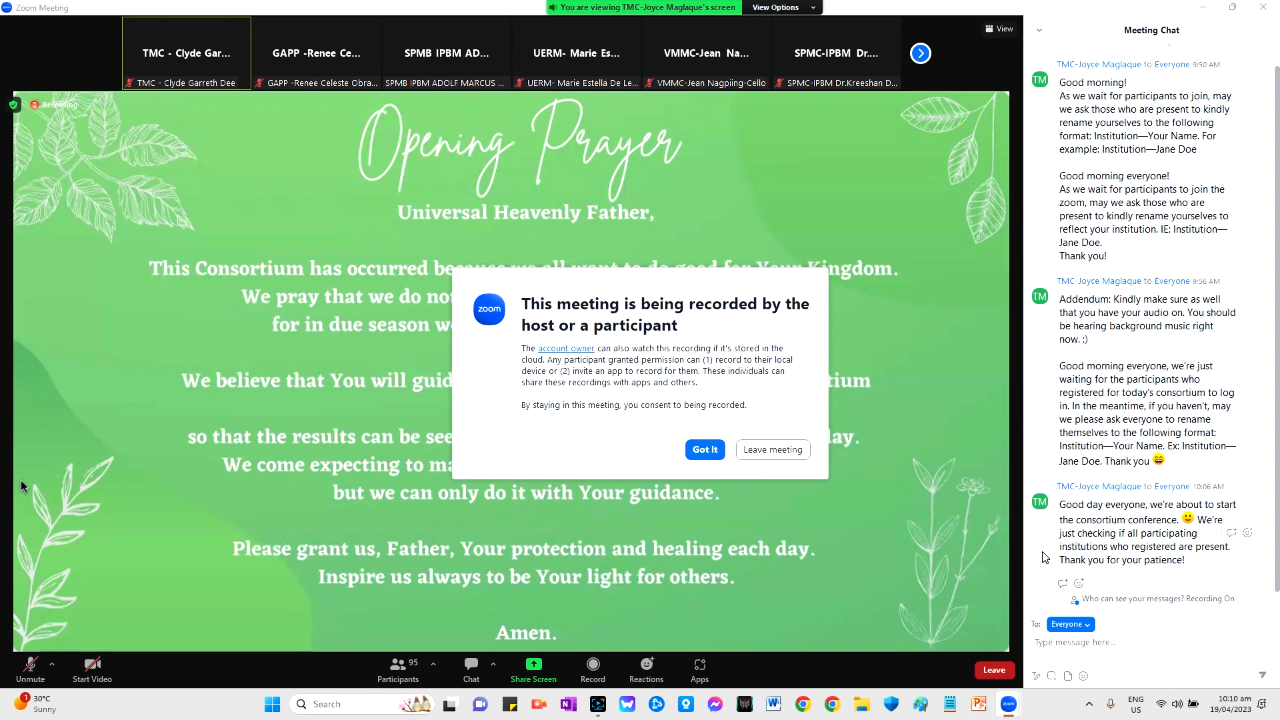 Zoom Meeting
You are viewing TMC-Joyce Maglaque's screen
View Options
View
TMC - Clyde Gar...
GAPP -Renee Ce...
SPMB IPBM AD...
UERM- Marie Es...
VMMC-Jean Na...
SPMC-IPBM Dr....
TMC - Clyde Garreth Dee
GAPP -Renee Celeste Obra...
SPMB IPBM ADOLF MARCUS ...
UERM- Marie Estella De Le...
VMMC-Jean Nagpiing-Cello
SPMC-IPBM Dr.Kreeshan D...
Recording
Opening Prayer
Universal Heavenly Father,
This Consortium has occurred because we all want to do good for Your Kingdom.
We pray that we do not
for in due season we
We believe that You will guid
tium
so that the results can be see
ay.
We come expecting to ma
but we can only do it with Your guidance.
Please grant us, Father, Your protection and healing each day.
Inspire us always to be Your light for others.
Amen.
zoom
This meeting is being recorded by the
host or a participant
The account owner can also watch this recording if it's stored in the
cloud. Any participant granted permission can (1) record to their local
device or (2) invite an app to record for them. These individuals can
share these recordings with apps and others.
By staying in this meeting, you consent to being recorded.
Got it
Leave meeting
Unmute
Start Video
95
Participants
Chat
Share Screen
Record
Reactions
Apps
Leave
Meeting Chat
TMC-Joyce Maglaque to Everyone 9:50 AM
TM
Good morning!
As we wait for participants to join, may
we ask those who are present to kindly
rename yourselves to the following
format: Institution—Your Name. For
example: Institution—Jane Doe
Good morning everyone!
As we wait for participants to join the
zoom, may we ask those who are
present to kindly rename yourselves to
reflect your institution. IE: Institution—
Jane Doe.
Thank you!
TMC-Joyce Maglaque to Everyone 9:56 AM
TM
Addendum: Kindly make sure as well
that you have your audio on. You should
be hearing background music right
now. :)
Good morning everyone, we're just
waiting for the participants who
registered for today's consortium to log
in. In the meantime, if you haven't, may
we please ask everyone to rename
themselves to the following format:
Institution—Your Name. Ex: Institution—
Jane Doe. Thank you 😄
TMC-Joyce Maglaque to Everyone 10:06 AM
TM
Good day everyone, we're about to start
the consortium conference. 🙂 We're
just checking if all participating
institutions who registered are present.
Thank you for your patience!
Who can see your messages? Recording On
To: Everyone
Type message here...
1
30°C
Sunny
Search
ENG
US
10:10 am
19/04/2023